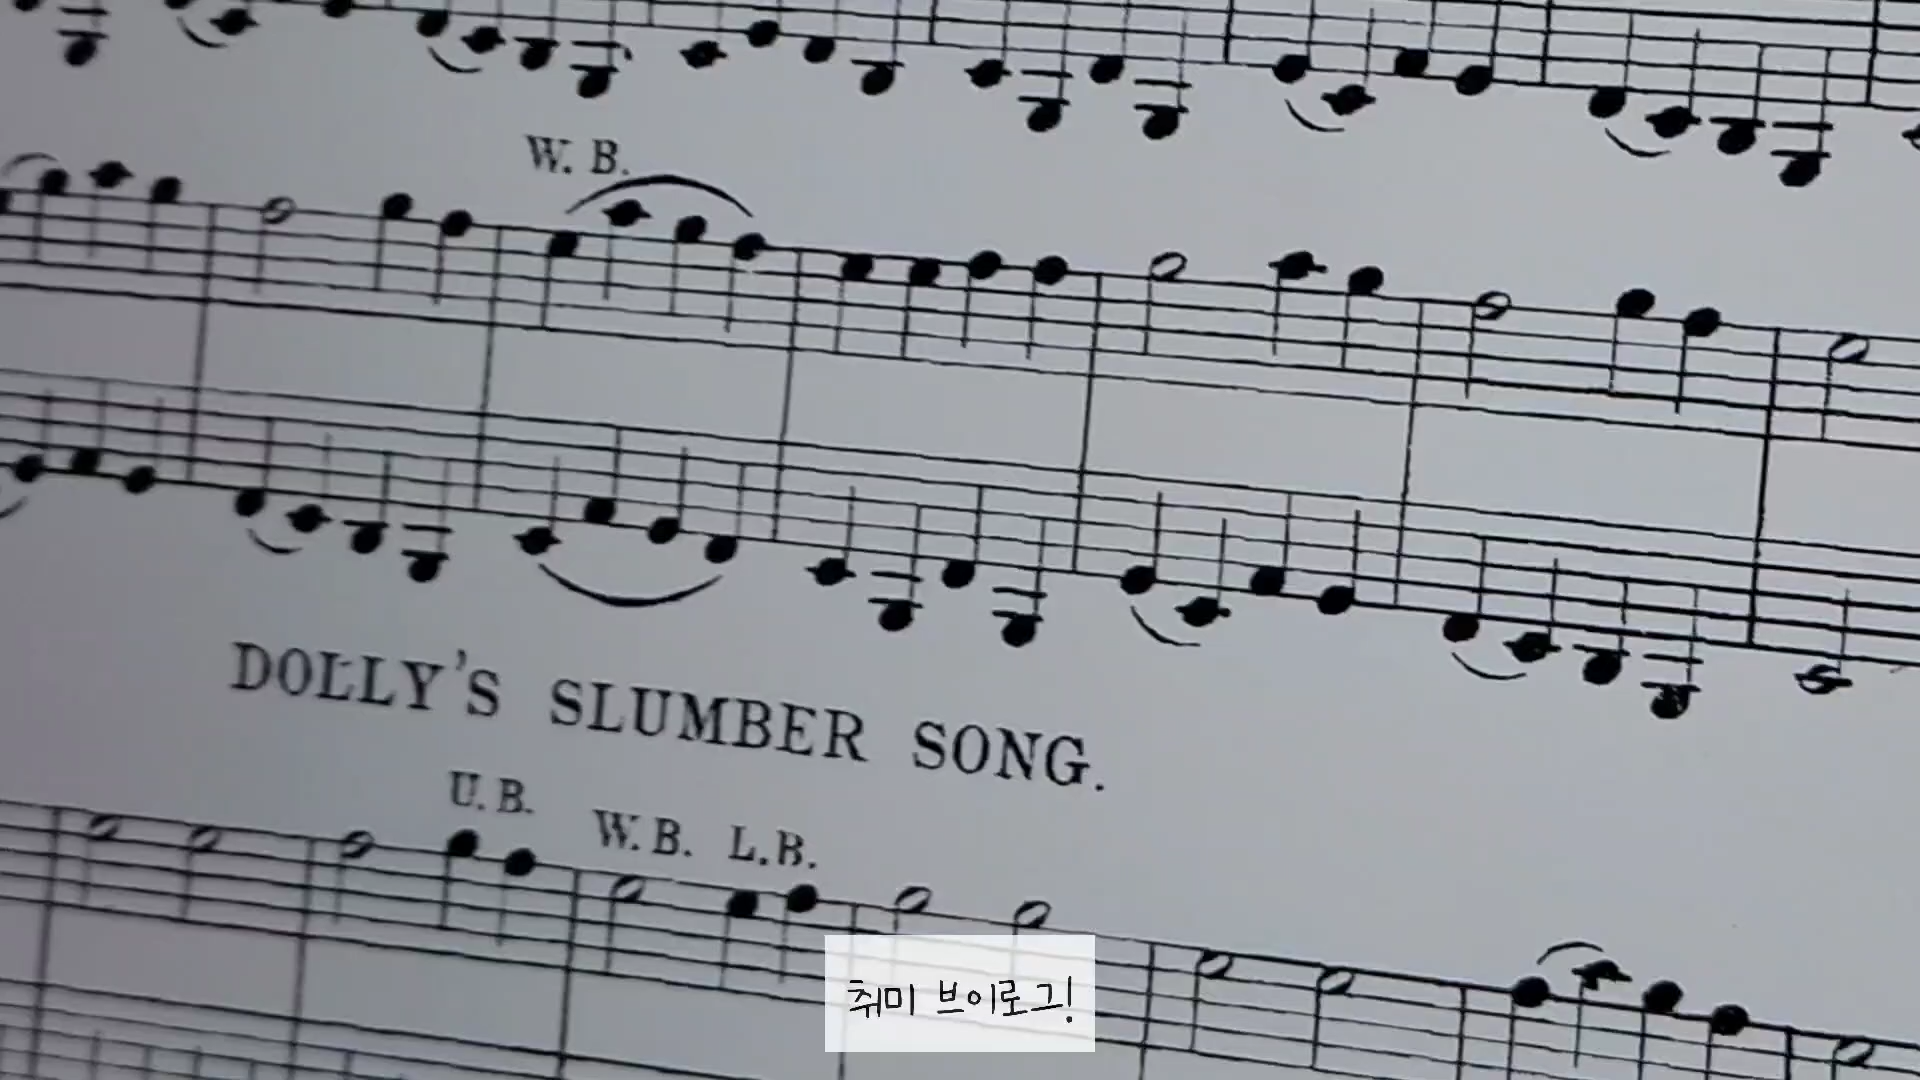 W. B.
DOLLY'S SLUMBER SONG.
U. B.
W. B. L. B.
취미 브이로그!